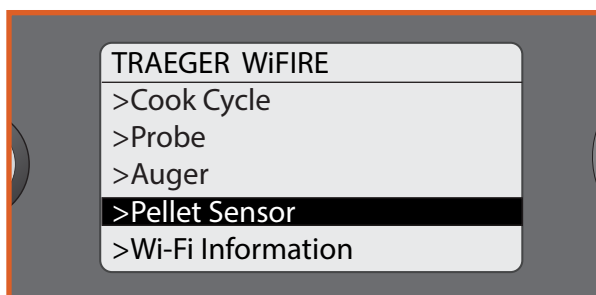 TRAEGER WiFIRE
>Cook Cycle
>Probe
>Auger
>Pellet Sensor
>Wi-Fi Information